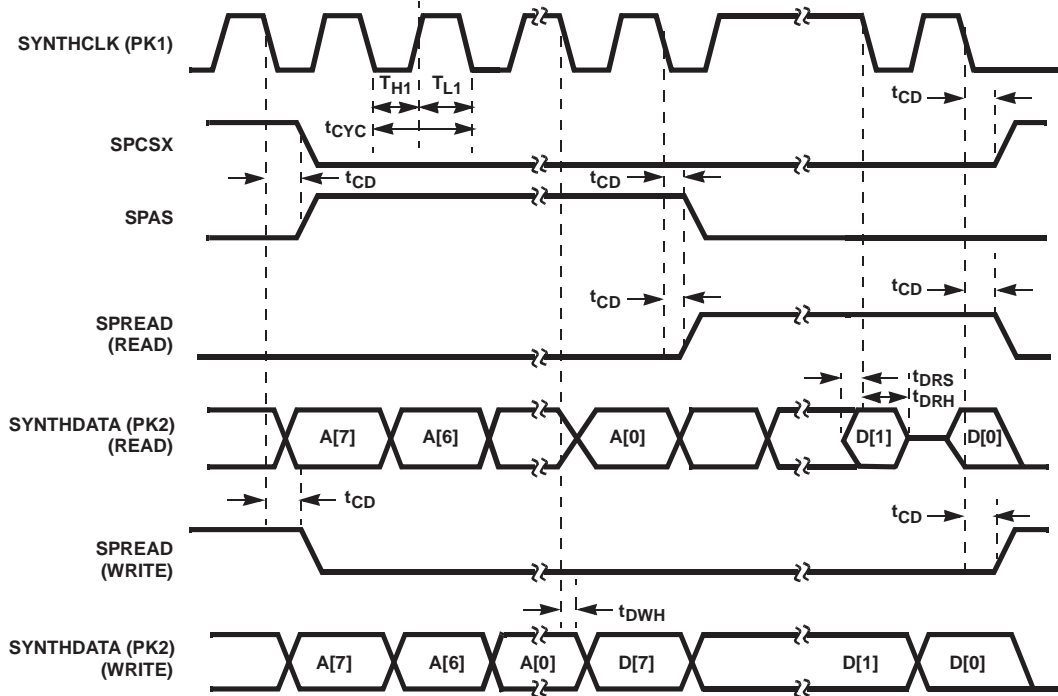 SYNTHCLK (PK1)
TH1
TL1
tCYC
tCD
SPCSX
tCD
tCD
SPAS
tCD
tCD
SPREAD
(READ)
tDRS
tDRH
SYNTHDATA (PK2)
(READ)
A[7]
A[6]
A[0]
D[1]
D[0]
tCD
tCD
SPREAD
(WRITE)
tDWH
SYNTHDATA (PK2)
(WRITE)
A[7]
A[6]
A[0]
D[7]
D[1]
D[0]